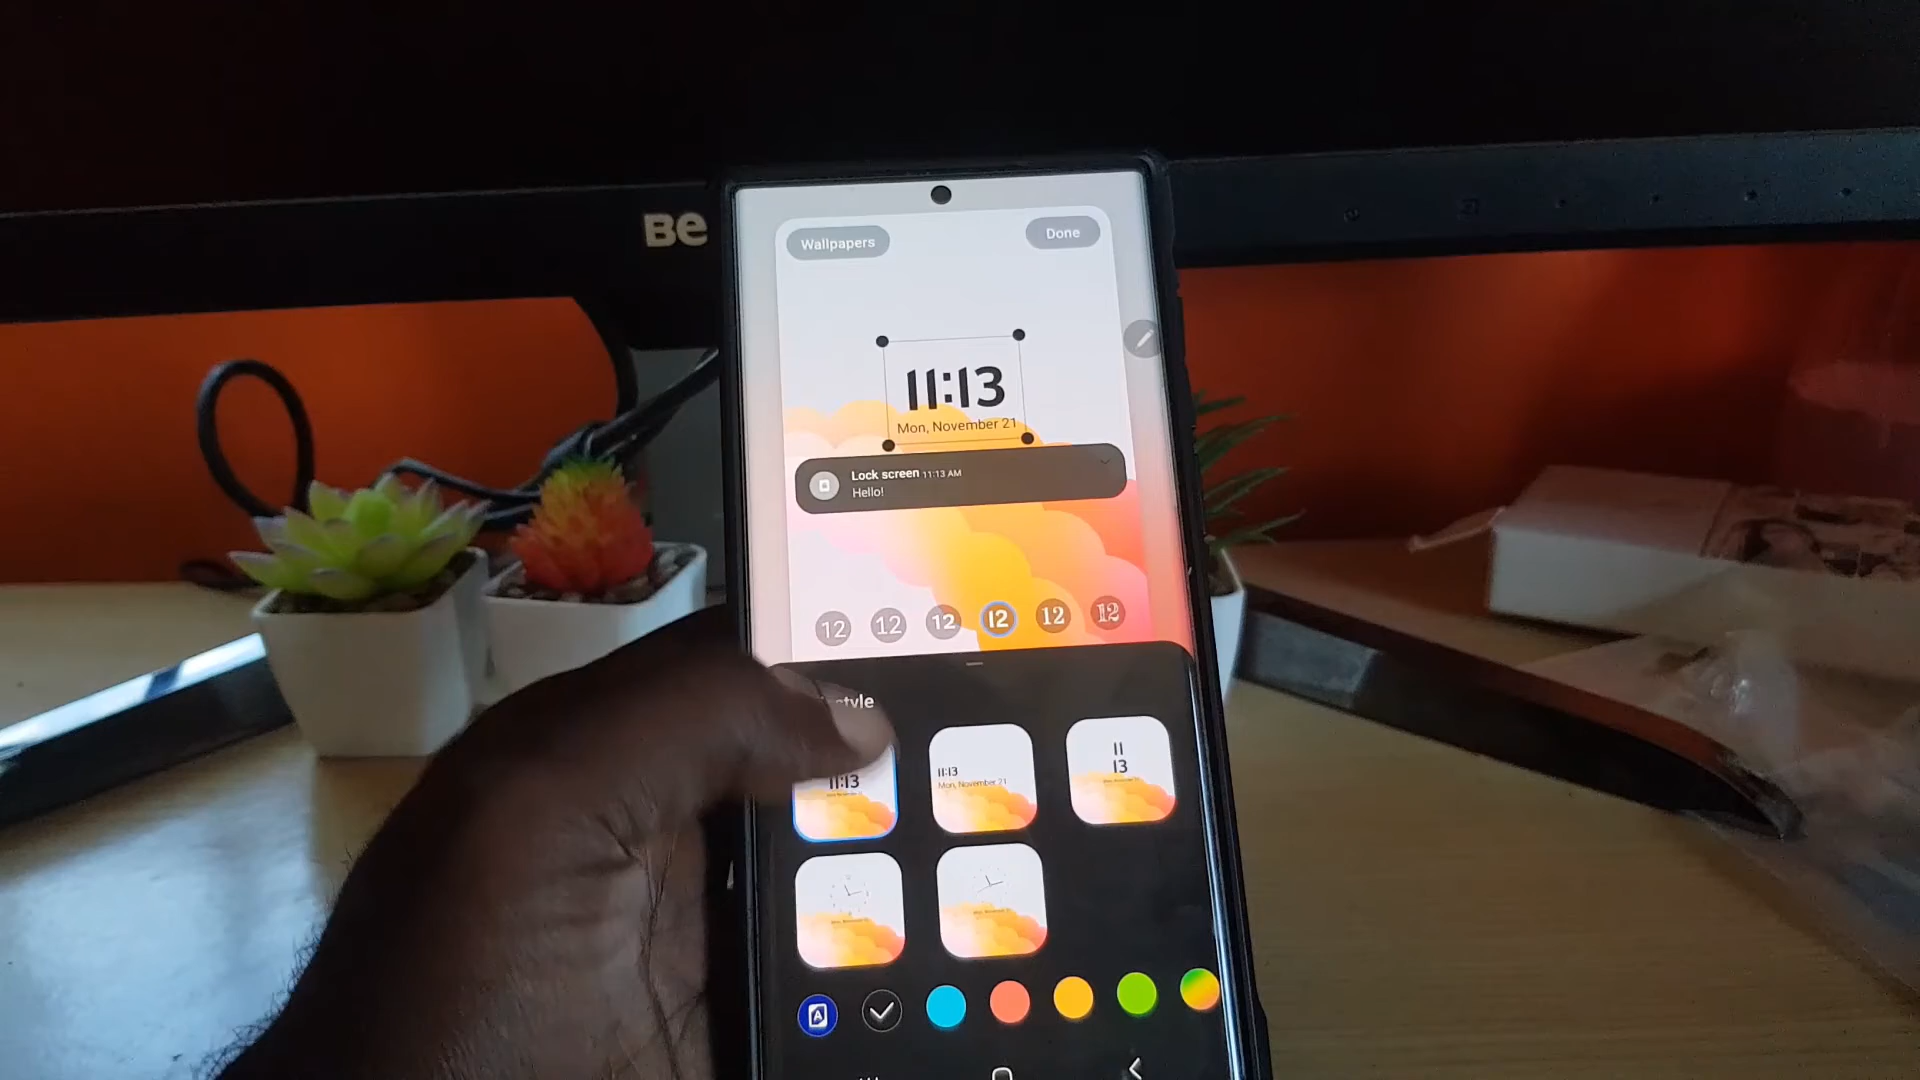 Be
Wallpapers
Done
11:13
Mon, November 21
Lock screen 11:13 AM
Hello!
12 12 12 12 12 12
style
11:13
11:13
Mon, November 21
11
13
A